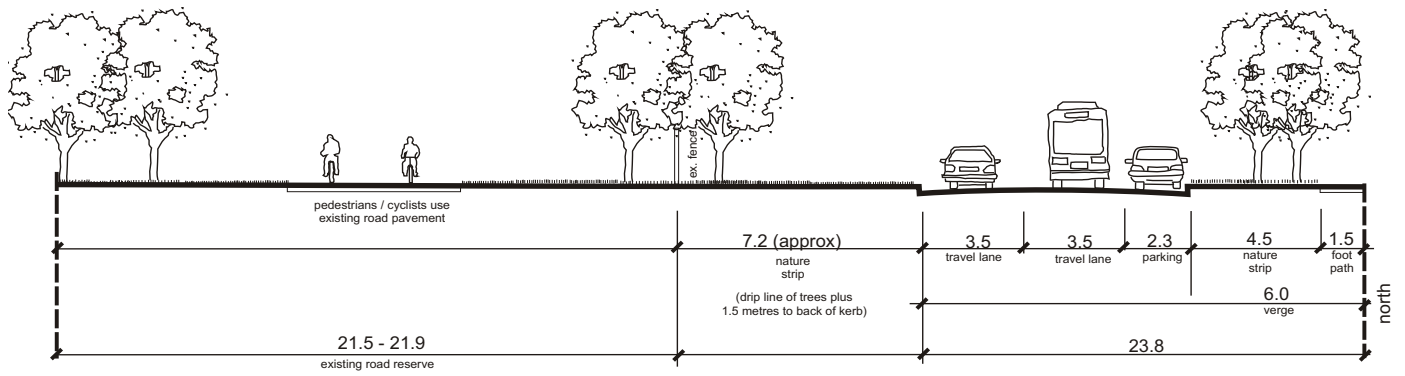 ex. fence
pedestrians / cyclists use
existing road pavement
7.2 (approx)
nature
strip
(drip line of trees plus
1.5 metres to back of kerb)
3.5
travel lane
3.5
travel lane
2.3
parking
4.5
nature
strip
1.5
foot
path
6.0
verge
north
21.5 - 21.9
existing road reserve
23.8